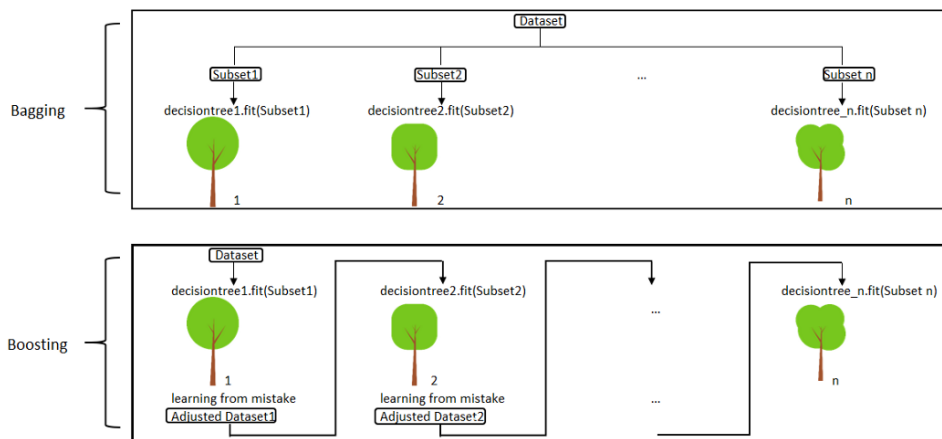 Dataset
Subset1 Subset2 ... Subset n
Bagging
decisiontree1.fit(Subset1) decisiontree2.fit(Subset2) decisiontree_n.fit(Subset n)
1 2 n
Dataset
decisiontree1.fit(Subset1) decisiontree2.fit(Subset2) decisiontree_n.fit(Subset n)
...
Boosting
1 2 n
learning from mistake learning from mistake
Adjusted Dataset1 Adjusted Dataset2 ...